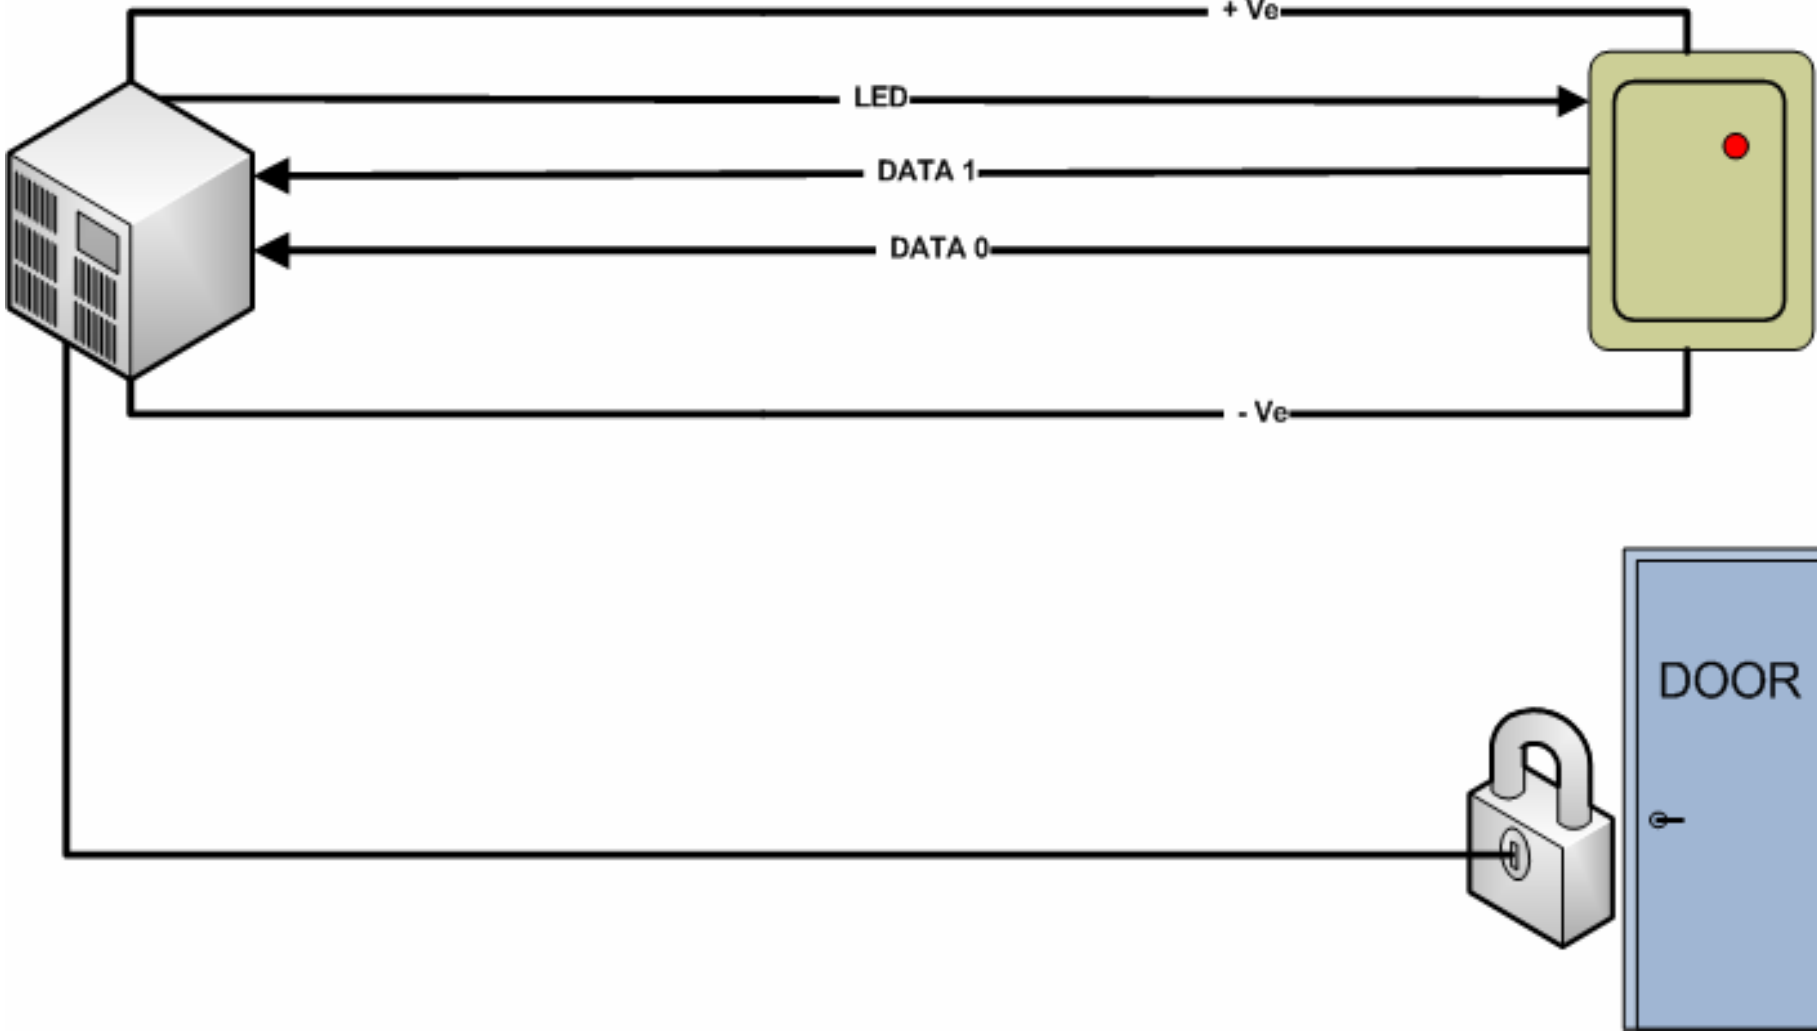 + Ve
LED
DATA 1
DATA 0
- Ve
DOOR